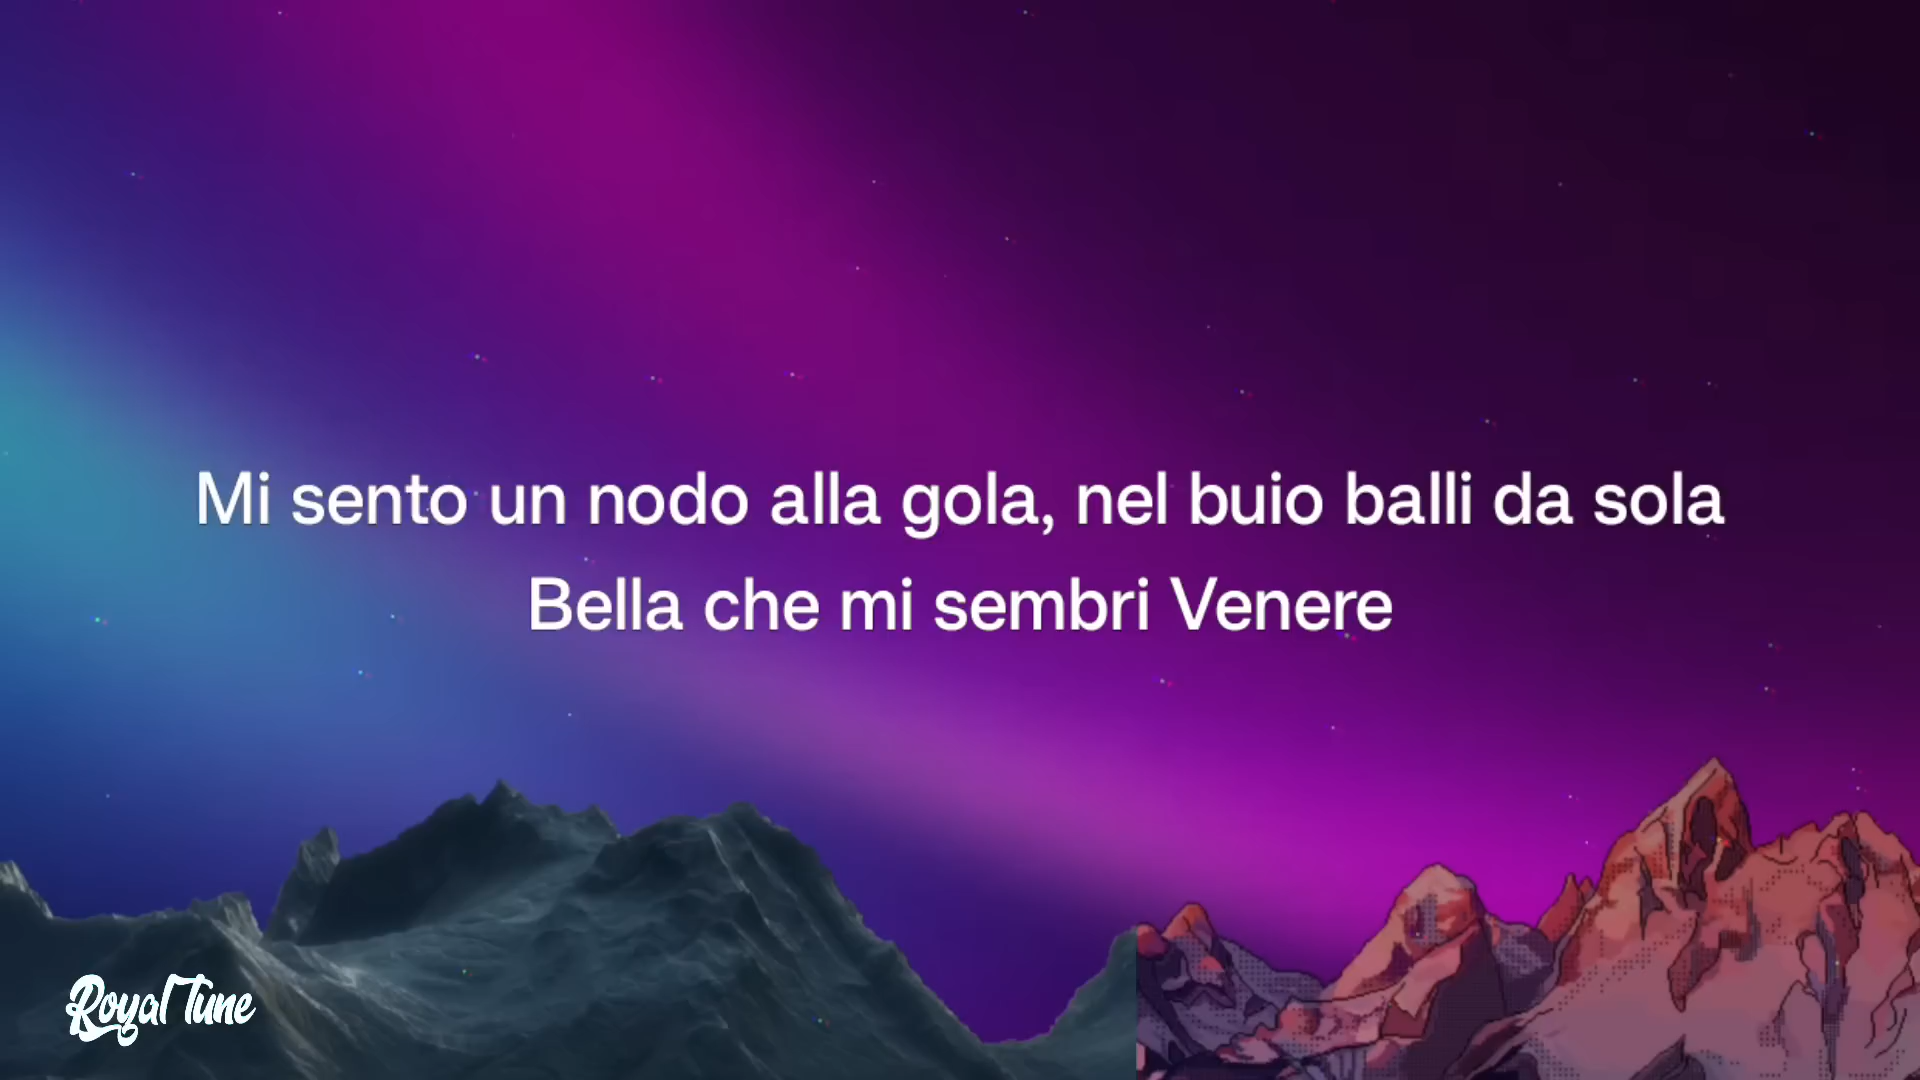 Mi sento un nodo alla gola, nel buio balli da sola
Bella che mi sembri Venere
Royal Tune